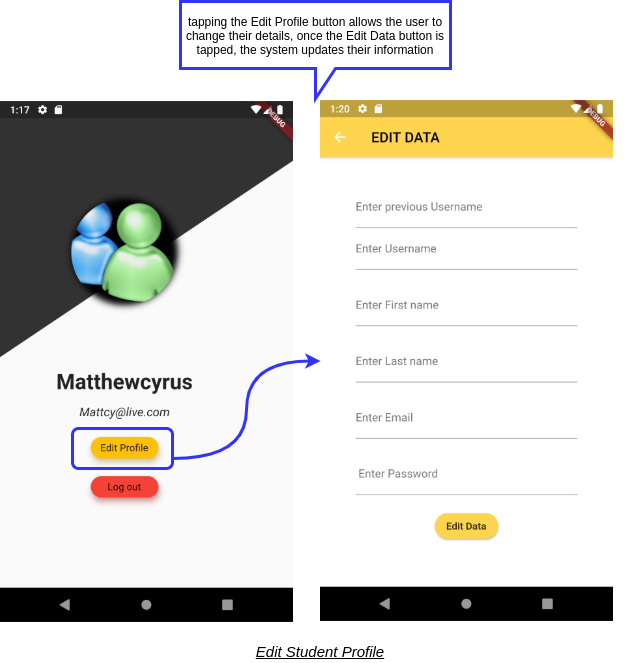 tapping the Edit Profile button allows the user to
change their details, once the Edit Data button is
tapped, the system updates their information
1:17
DEBUG
Matthewcyrus
Mattcy@live.com
Edit Profile
Log out
1:20
DEBUG
EDIT DATA
Enter previous Username
Enter Username
Enter First name
Enter Last name
Enter Email
Enter Password
Edit Data
Edit Student Profile